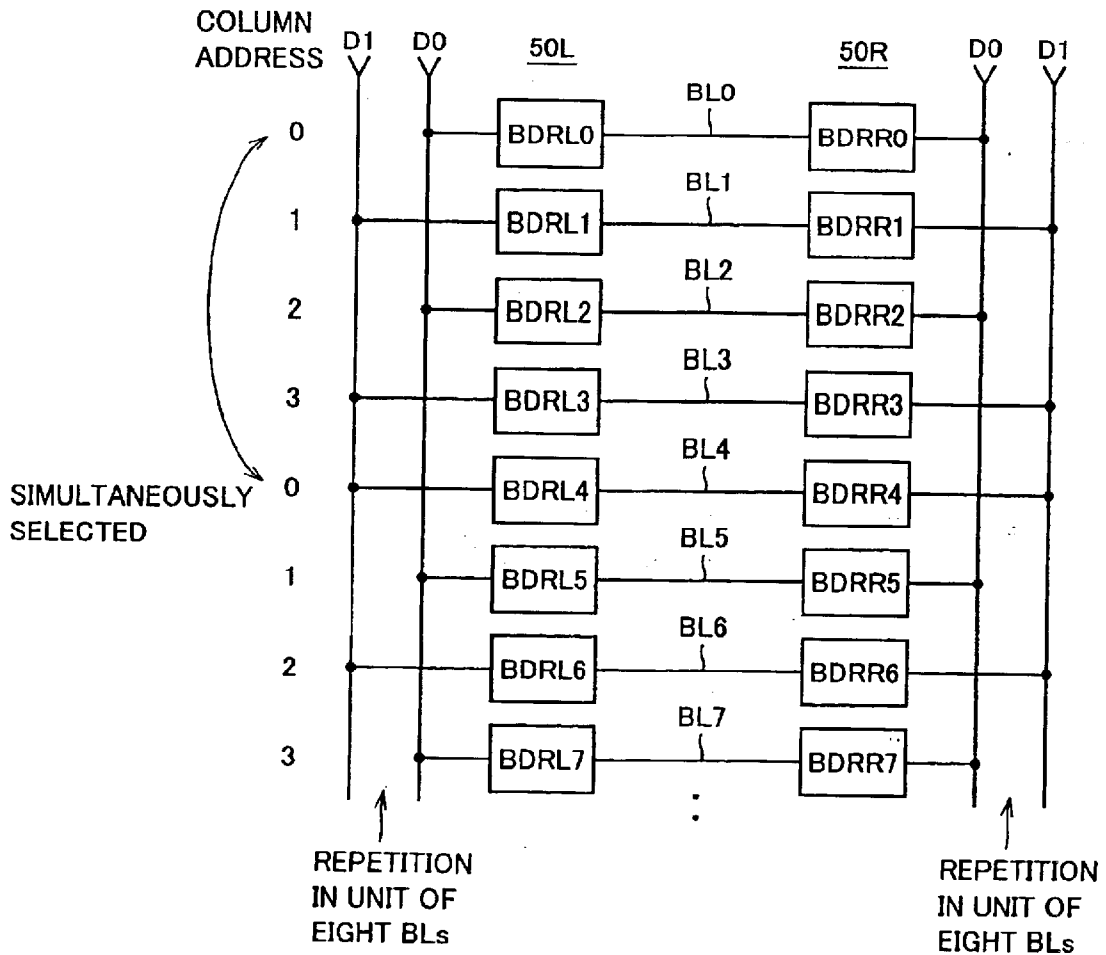 COLUMN
ADDRESS
D1 D0 50L 50R D0 D1
BL0
0 BDRL0 BDRR0
BL1
1 BDRL1 BDRR1
BL2
2 BDRL2 BDRR2
BL3
3 BDRL3 BDRR3
BL4
0 BDRL4 BDRR4
SIMULTANEOUSLY
SELECTED
BL5
1 BDRL5 BDRR5
BL6
2 BDRL6 BDRR6
BL7
3 BDRL7 BDRR7
REPETITION
IN UNIT OF
EIGHT BLs
REPETITION
IN UNIT OF
EIGHT BLs